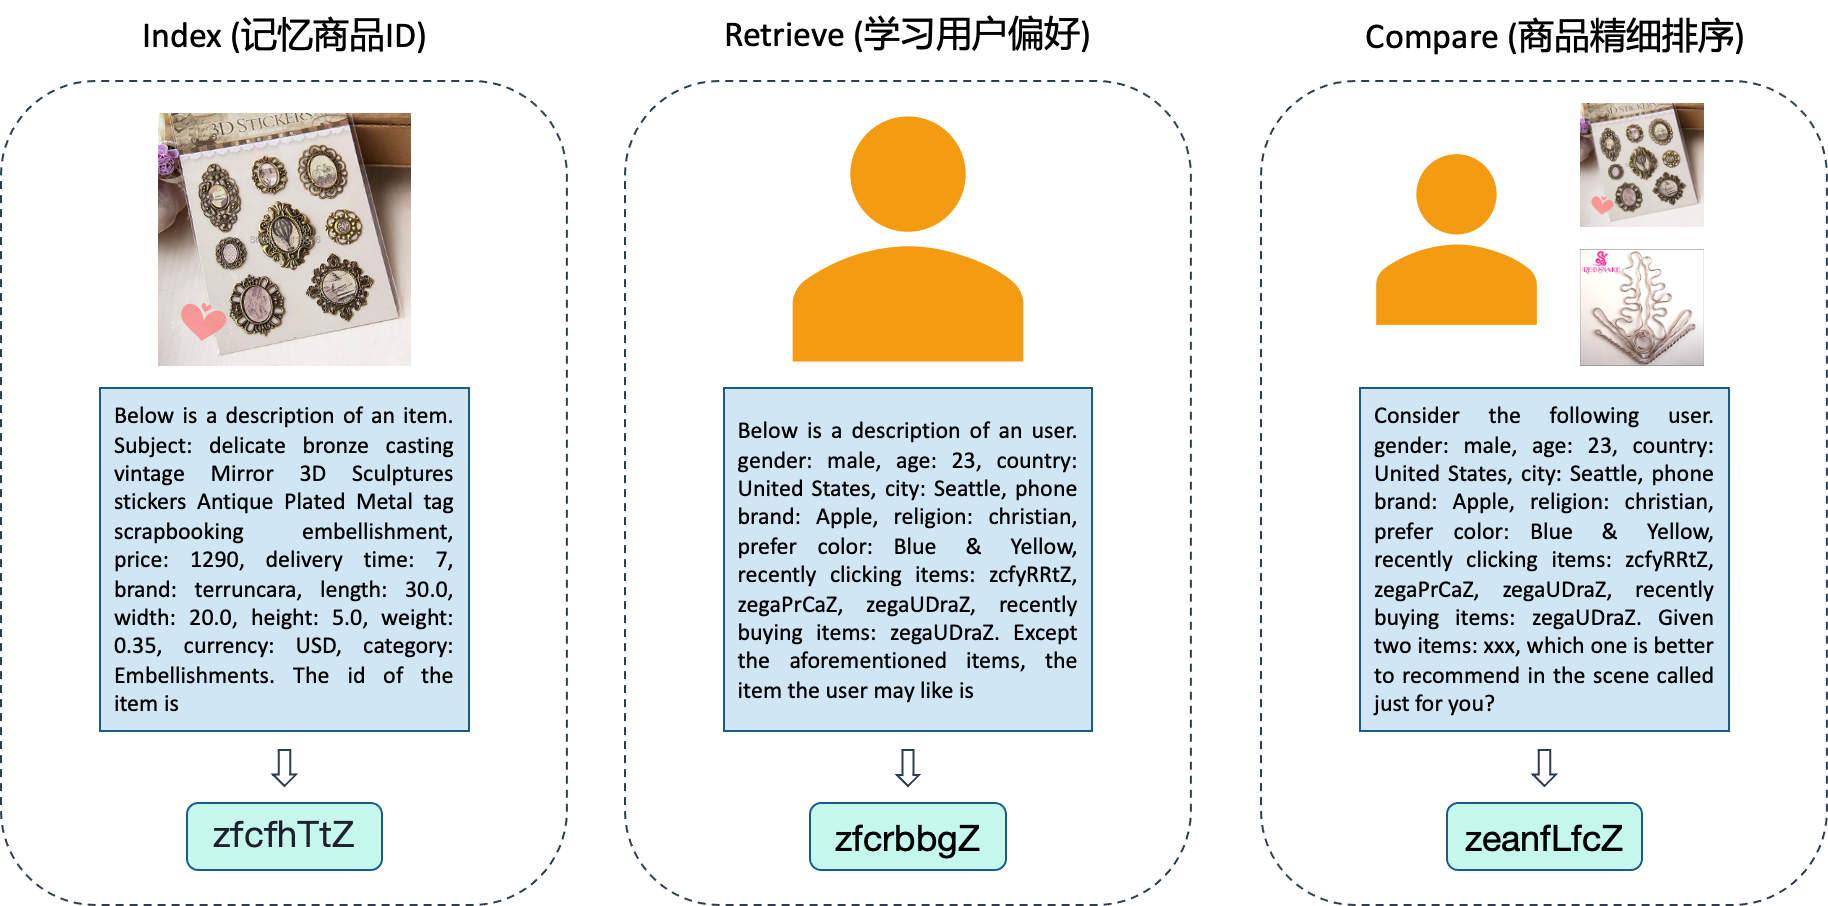 Index (记忆商品ID)
3D STICKERS
Below is a description of an item.
Subject: delicate bronze casting
vintage Mirror 3D Sculptures
stickers Antique Plated Metal tag
scrapbooking embellishment,
price: 1290, delivery time: 7,
brand: terruncara, length: 30.0,
width: 20.0, height: 5.0, weight:
0.35, currency: USD, category:
Embellishments. The id of the
item is
zfcfhTtZ
Retrieve (学习用户偏好)
Below is a description of an user.
gender: male, age: 23, country:
United States, city: Seattle, phone
brand: Apple, religion: christian,
prefer color: Blue & Yellow,
recently clicking items: zcfyRRtZ,
zegaPrCaZ, zegaUDraZ, recently
buying items: zegaUDraZ. Except
the aforementioned items, the
item the user may like is
zfcrbbgZ
Compare (商品精细排序)
3D STICKERS
RED SNAKE
Consider the following user.
gender: male, age: 23, country:
United States, city: Seattle, phone
brand: Apple, religion: christian,
prefer color: Blue & Yellow,
recently clicking items: zcfyRRtZ,
zegaPrCaZ, zegaUDraZ, recently
buying items: zegaUDraZ. Given
two items: xxx, which one is better
to recommend in the scene called
just for you?
zeanfLfcZ